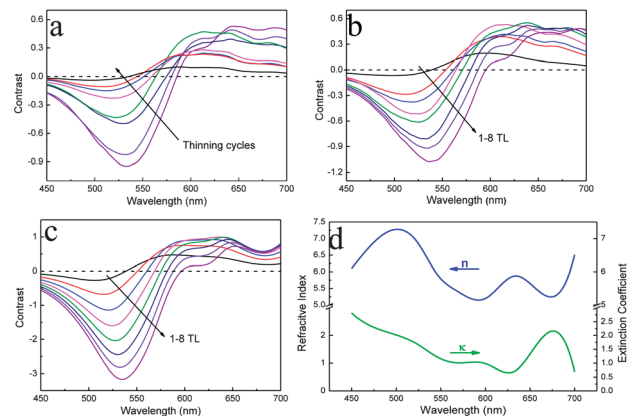 a
0.6
0.3
0.0
-0.3
-0.6
-0.9
Contrast
Thinning cycles
450 500 550 600 650 700
Wavelength (nm)
b
0.6
0.3
0.0
-0.3
-0.6
-0.9
-1.2
Contrast
1-8 TL
450 500 550 600 650 700
Wavelength (nm)
c
1
0
-1
-2
-3
Contrast
1-8 TL
450 500 550 600 650 700
Wavelength (nm)
d
7.5
7.0
6.5
6.0
5.5
5.0
2
1
0
Refracitve Index
n
κ
7
6
2.5
2.0
1.5
1.0
0.5
0.0
Extinction Coefficient
450 500 550 600 650 700
Wavelength (nm)